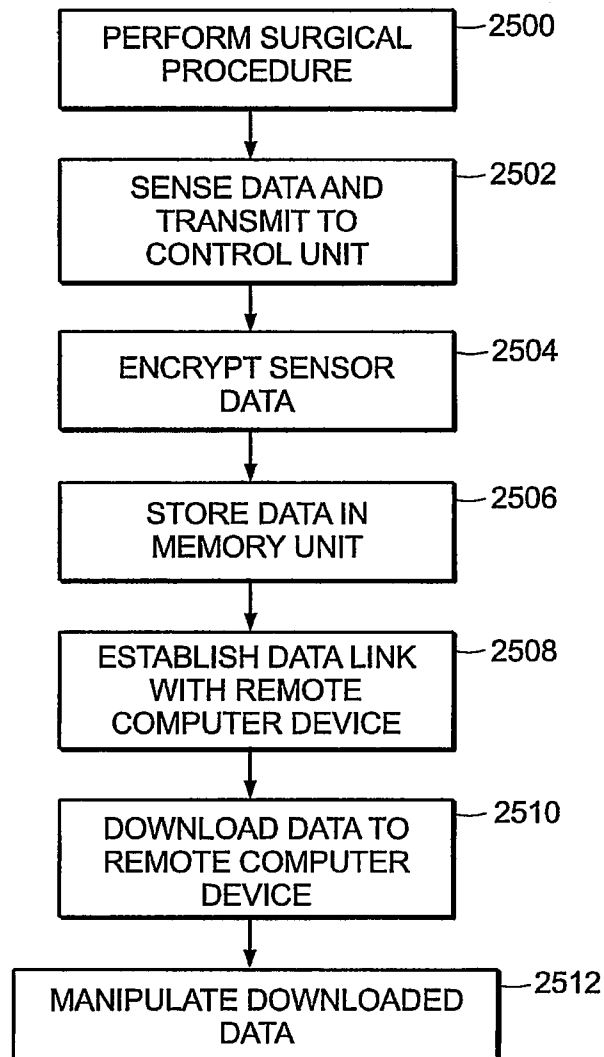 PERFORM SURGICAL
PROCEDURE
2500
SENSE DATA AND
TRANSMIT TO
CONTROL UNIT
2502
ENCRYPT SENSOR
DATA
2504
STORE DATA IN
MEMORY UNIT
2506
ESTABLISH DATA LINK
WITH REMOTE
COMPUTER DEVICE
2508
DOWNLOAD DATA TO
REMOTE COMPUTER
DEVICE
2510
MANIPULATE DOWNLOADED
DATA
2512